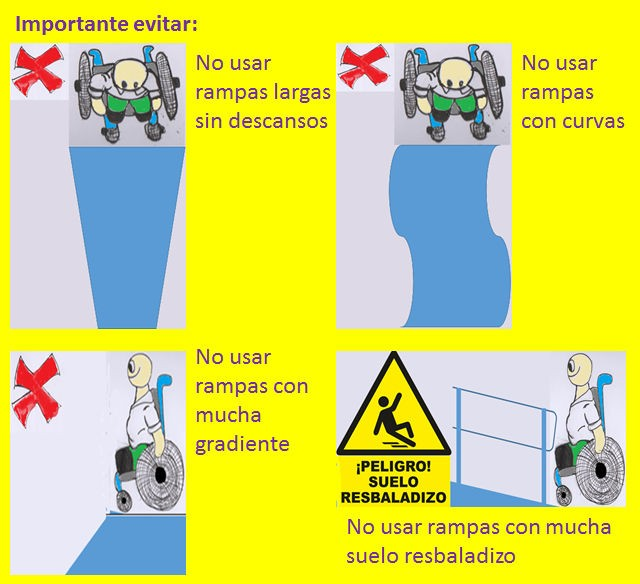 Importante evitar:
No usar
rampas largas
sin descansos
No usar
rampas
con curvas
No usar
rampas con
mucha
gradiente
¡PELIGRO!
SUELO
RESBALADIZO
No usar rampas con mucha
suelo resbaladizo